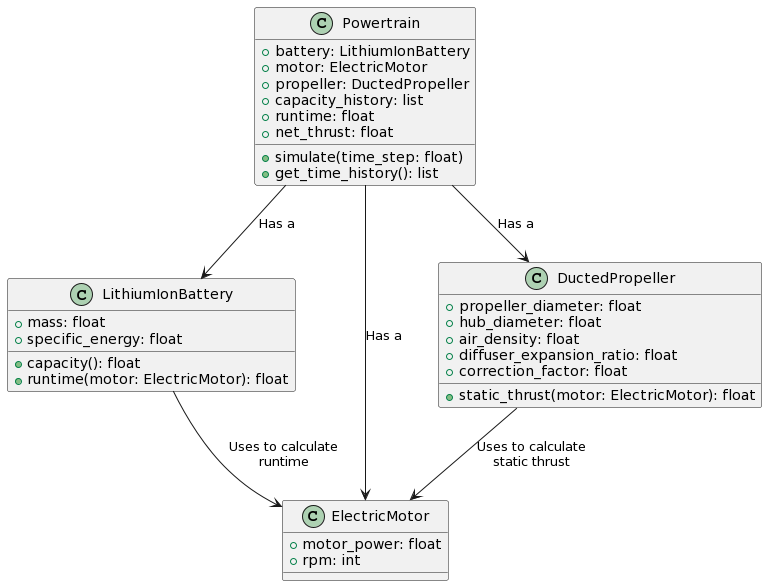 C Powertrain
battery: LithiumIonBattery
motor: ElectricMotor
propeller: DuctedPropeller
capacity_history: list
runtime: float
net_thrust: float
simulate(time_step: float)
get_time_history(): list
Has a
Has a
C LithiumIonBattery
mass: float
specific_energy: float
capacity(): float
runtime(motor: ElectricMotor): float
C DuctedPropeller
propeller_diameter: float
hub_diameter: float
air_density: float
diffuser_expansion_ratio: float
correction_factor: float
static_thrust(motor: ElectricMotor): float
Has a
Uses to calculate
runtime
Uses to calculate
static thrust
C ElectricMotor
motor_power: float
rpm: int